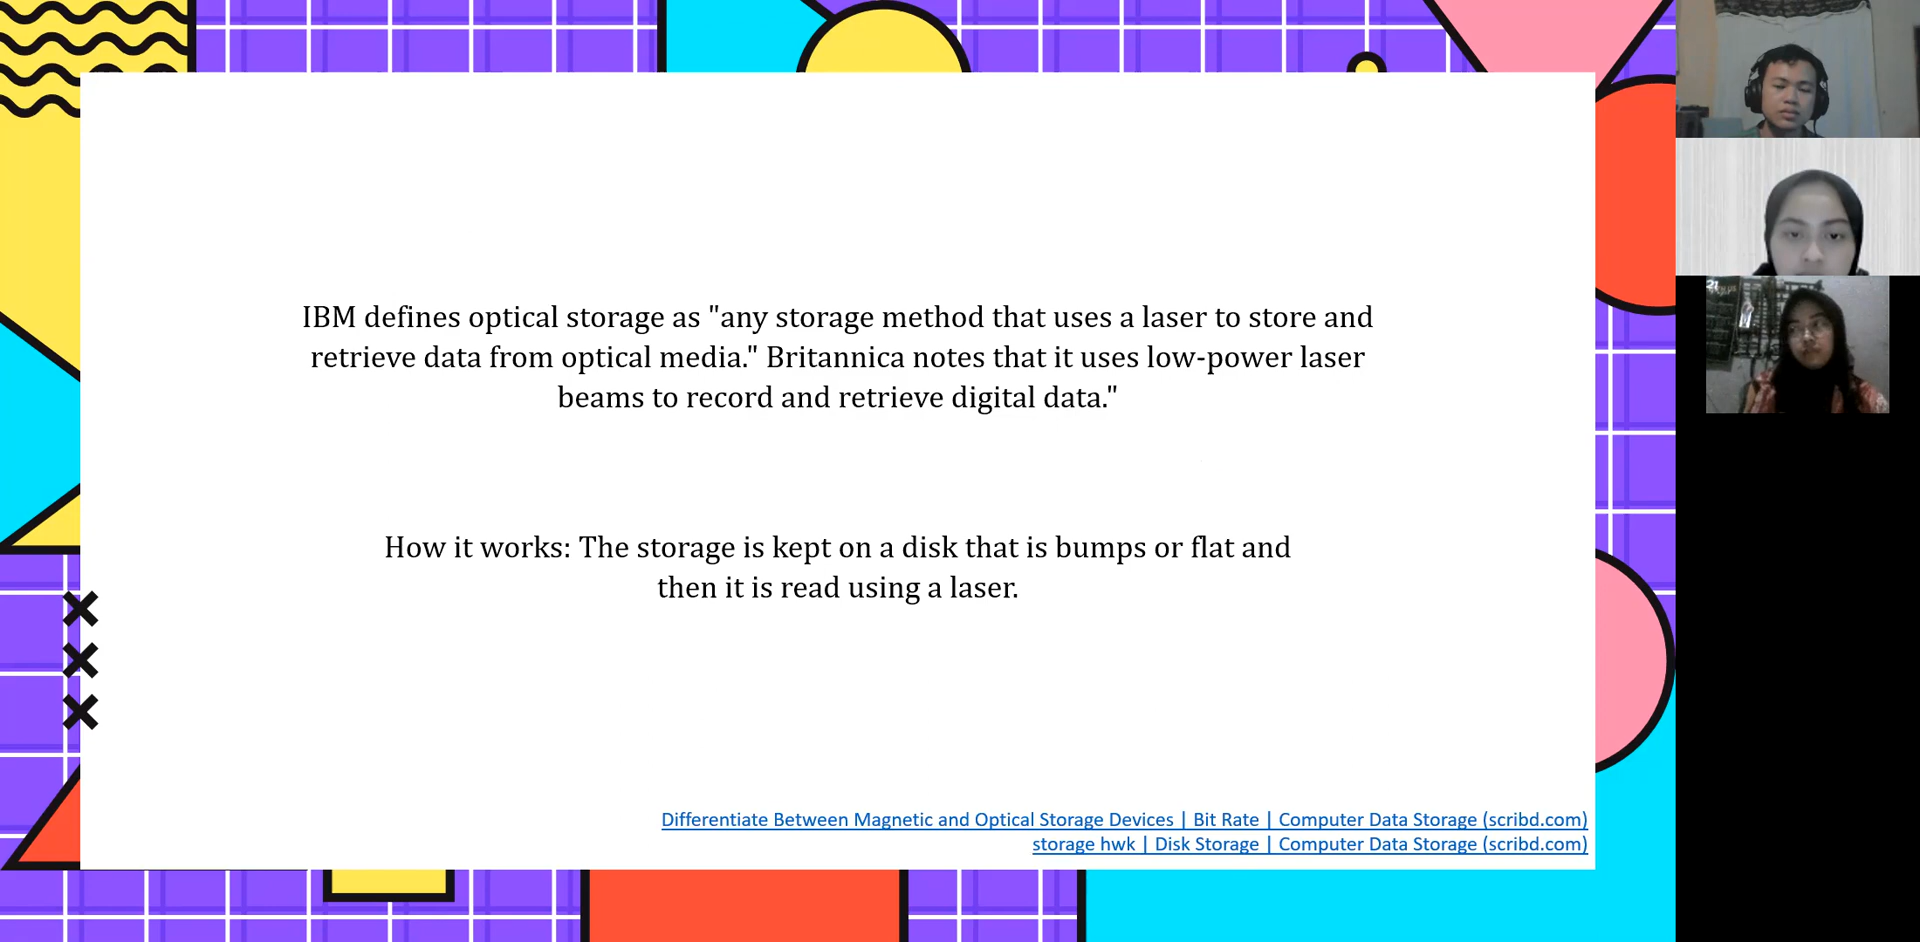 IBM defines optical storage as "any storage method that uses a laser to store and
retrieve data from optical media." Britannica notes that it uses low-power laser
beams to record and retrieve digital data."
How it works: The storage is kept on a disk that is bumps or flat and
then it is read using a laser.
Differentiate Between Magnetic and Optical Storage Devices | Bit Rate | Computer Data Storage (scribd.com)
storage hwk | Disk Storage | Computer Data Storage (scribd.com)